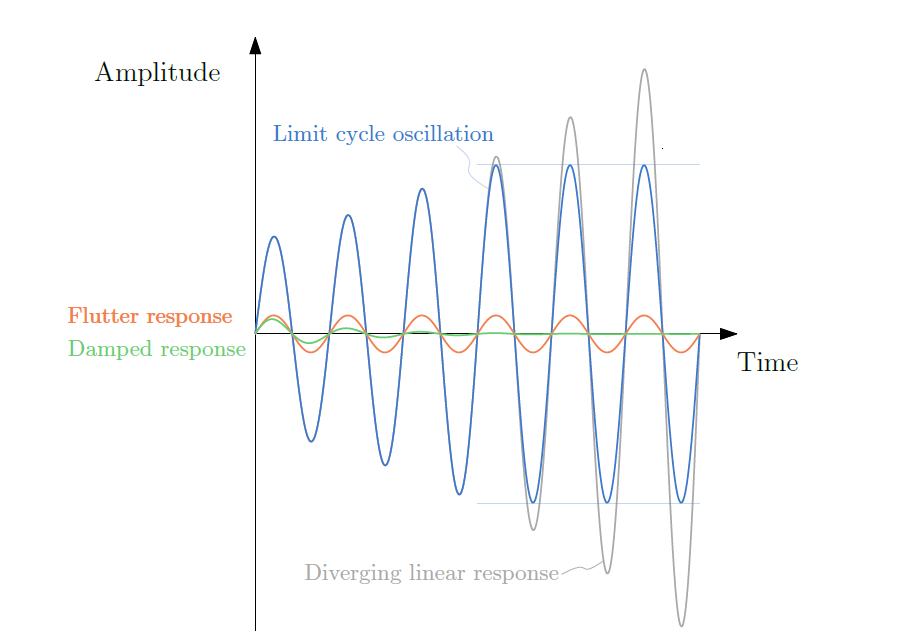 Amplitude
Limit cycle oscillation
Flutter response
Damped response
Time
Diverging linear response